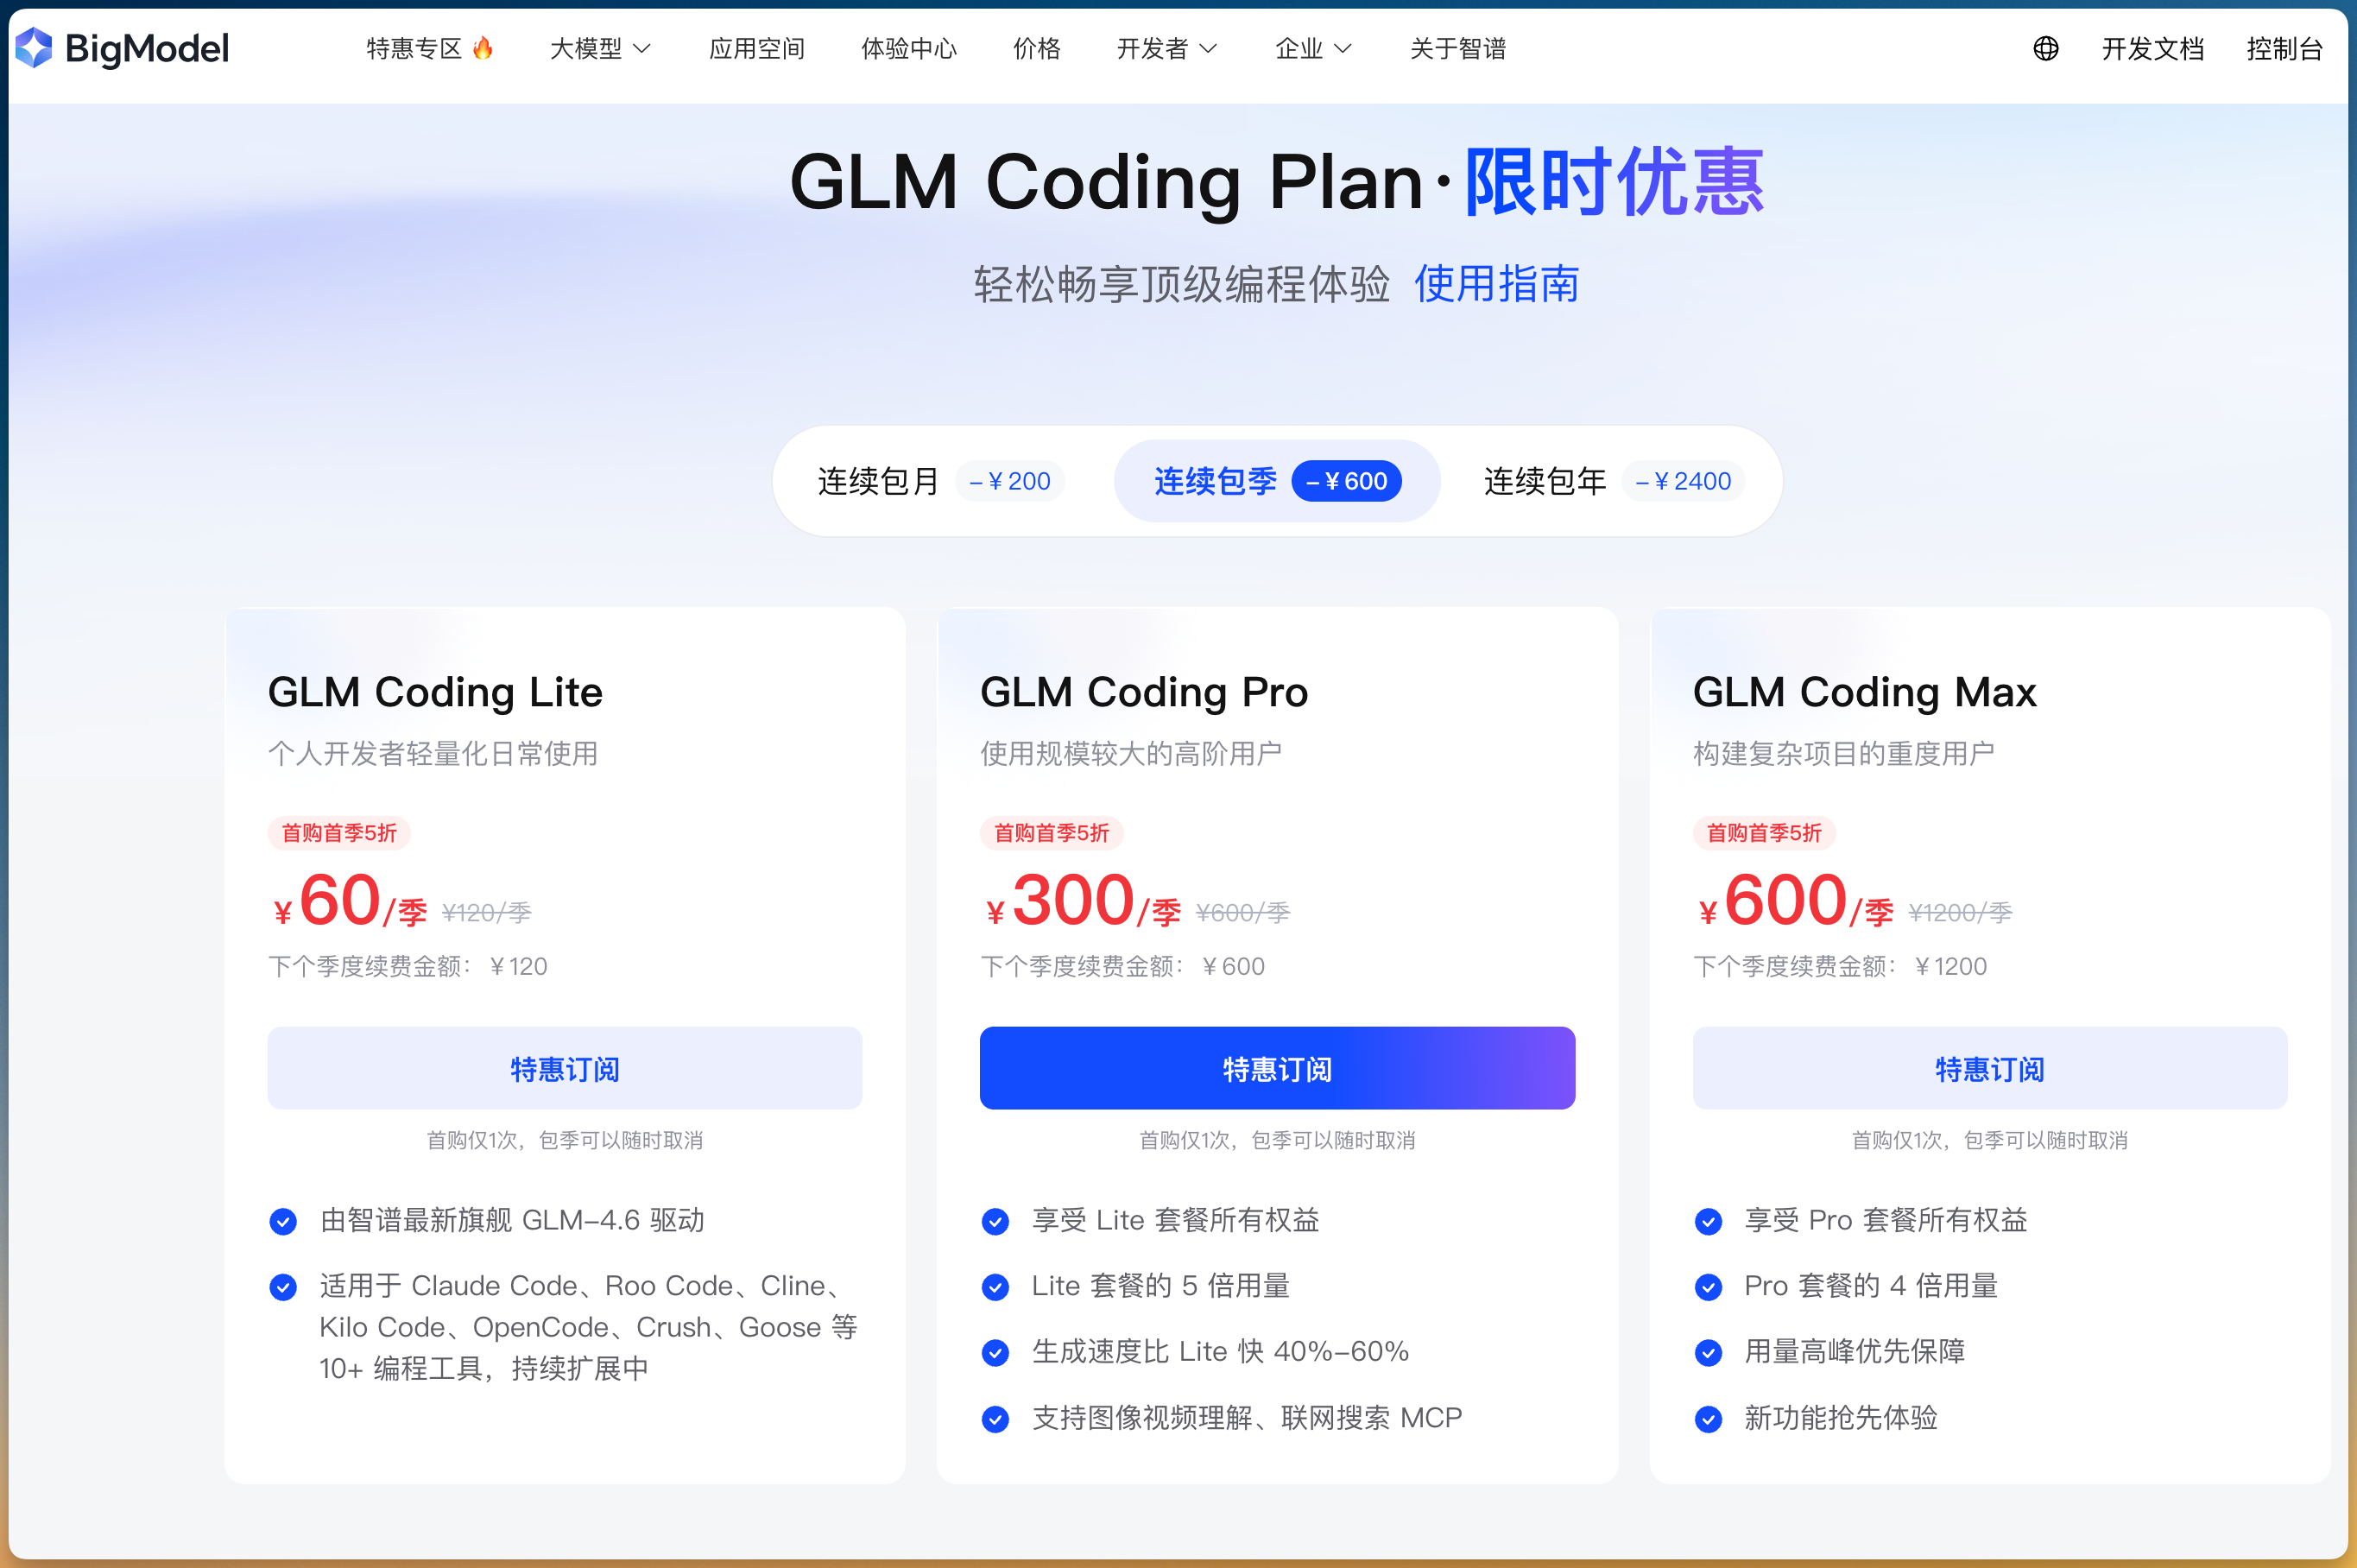 BigModel
特惠专区🔥 大模型 应用空间 体验中心 价格 开发者 企业 关于智谱 开发文档 控制台
GLM Coding Plan·限时优惠
轻松畅享顶级编程体验 使用指南
连续包月 -¥200 连续包季 -¥600 连续包年 -¥2400
GLM Coding Lite
个人开发者轻量化日常使用
首购首季5折
¥60/季 ¥120/季
下个季度续费金额：¥120
特惠订阅
首购仅1次，包季可以随时取消
由智谱最新旗舰 GLM-4.6 驱动
适用于 Claude Code、Roo Code、Cline、
Kilo Code、OpenCode、Crush、Goose 等
10+ 编程工具，持续扩展中
GLM Coding Pro
使用规模较大的高阶用户
首购首季5折
¥300/季 ¥600/季
下个季度续费金额：¥600
特惠订阅
首购仅1次，包季可以随时取消
享受 Lite 套餐所有权益
Lite 套餐的 5 倍用量
生成速度比 Lite 快 40%-60%
支持图像视频理解、联网搜索 MCP
GLM Coding Max
构建复杂项目的重度用户
首购首季5折
¥600/季 ¥1200/季
下个季度续费金额：¥1200
特惠订阅
首购仅1次，包季可以随时取消
享受 Pro 套餐所有权益
Pro 套餐的 4 倍用量
用量高峰优先保障
新功能抢先体验